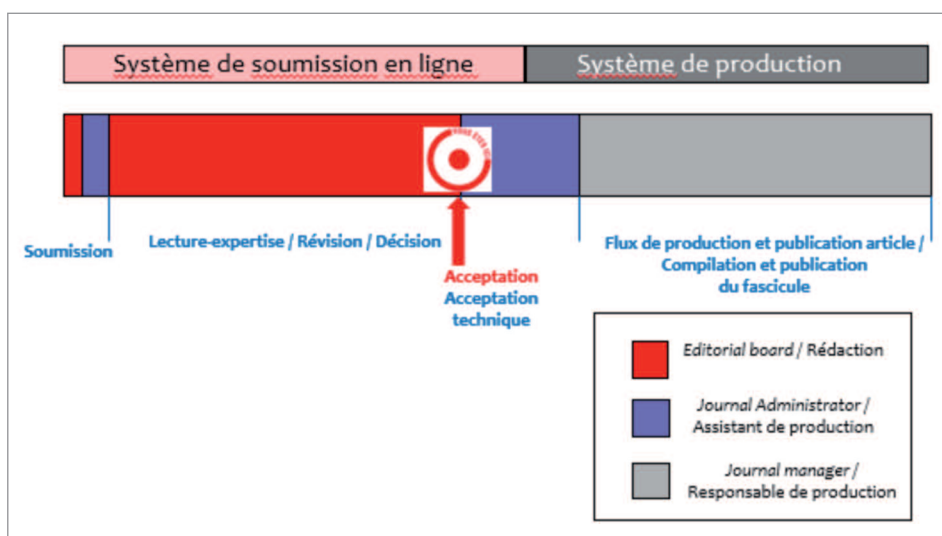 Système de soumission en ligne
Système de production
Soumission
Lecture-expertise / Révision / Décision
Acceptation
Acceptation
technique
Flux de production et publication article /
Compilation et publication
du fascicule
Editorial board / Rédaction
Journal Administrator /
Assistant de production
Journal manager /
Responsable de production